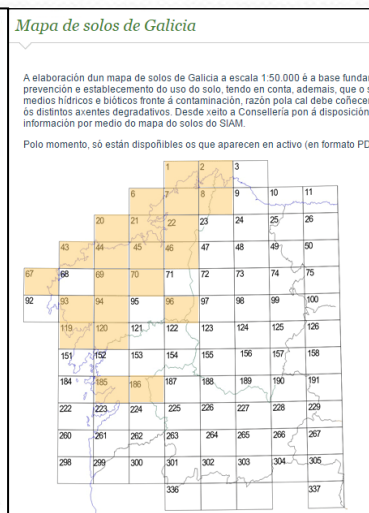 Mapa de solos de Galicia
A elaboración dun mapa de solos de Galicia a escala 1:50.000 é a base funda
prevención e establecemento do uso do solo, tendo en conta, ademais, que o s
medios hídricos e bióticos fronte á contaminación, razón pola cal debe coñece
ós distintos axentes degradativos. Desde xeito a Consellería pon á disposición
información por medio do mapa do solos do SIAM.
Polo momento, só están dispoñibles os que aparecen en activo (en formato PD
1 2 3
6 7 8 9 10 11
20 21 22 23 24 25 26
43 44 45 46 47 48 49 50
67 68 69 70 71 72 73 74 75
92 93 94 95 96 97 98 99 100
119 120 121 122 123 124 125 126
151 152 153 154 155 156 157 158
184 185 186 187 188 189 190 191
222 223 224 225 226 227 228 229
260 261 262 263 264 265 266 267
298 299 300 301 302 303 304 305
336 337